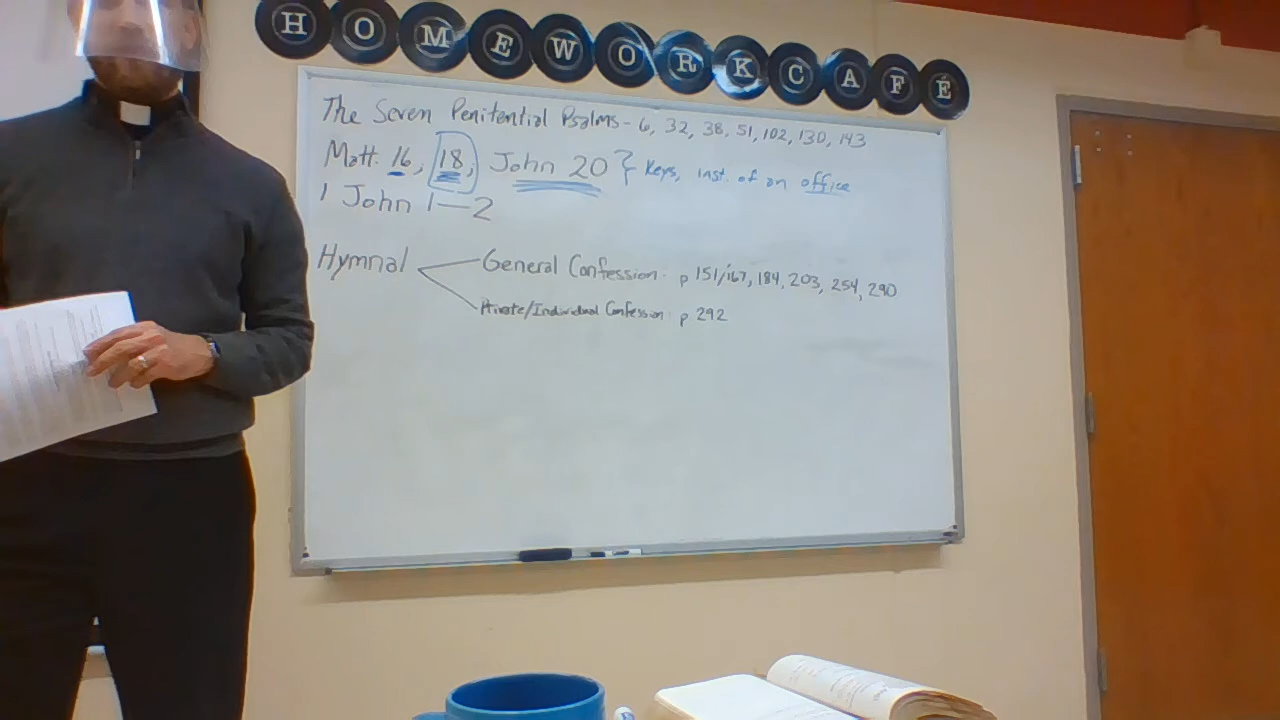 HOMEWORK CAFÉ
The Seven Penitential Psalms - 6, 32, 38, 51, 102, 130, 143
Matt. 16, 18, John 20 } Keys, inst. of an office
1 John 1-2
Hymnal
General Confession: p 151/167, 184, 203, 254, 290
Private/Individual Confession: p 292